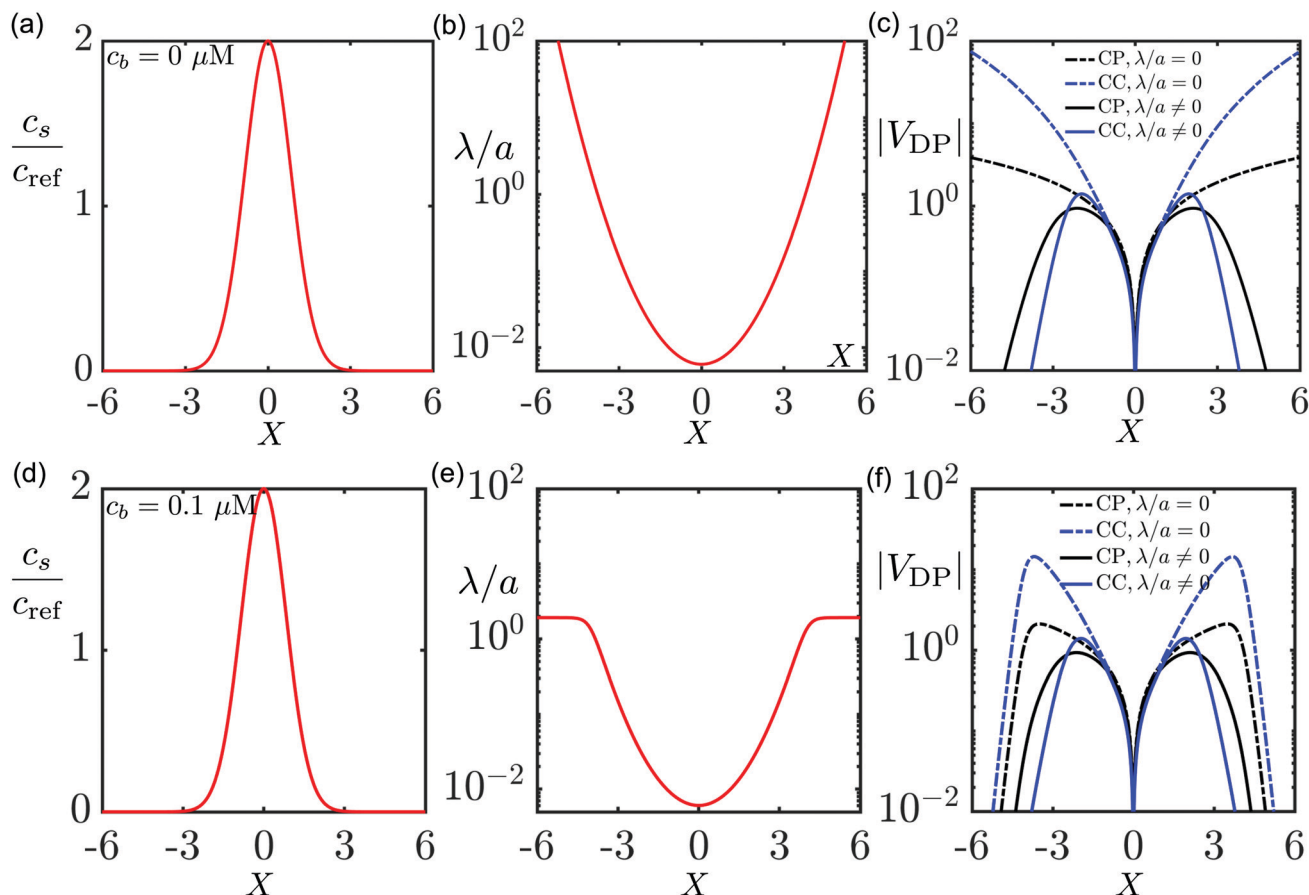 (a)
2
c_b = 0 μM
c_s
c_ref
1
0
-6 -3 0 3 6
X
(b)
10^2
λ/a
10^0
10^-2
X
-6 -3 0 3 6
X
(c)
10^2
CP, λ/a = 0
CC, λ/a = 0
CP, λ/a ≠ 0
CC, λ/a ≠ 0
|V_DP|
10^0
10^-2
-6 -3 0 3 6
X
(d)
2
c_b = 0.1 μM
c_s
c_ref
1
0
-6 -3 0 3 6
X
(e)
10^2
λ/a
10^0
10^-2
-6 -3 0 3 6
X
(f)
10^2
CP, λ/a = 0
CC, λ/a = 0
CP, λ/a ≠ 0
CC, λ/a ≠ 0
|V_DP|
10^0
10^-2
-6 -3 0 3 6
X